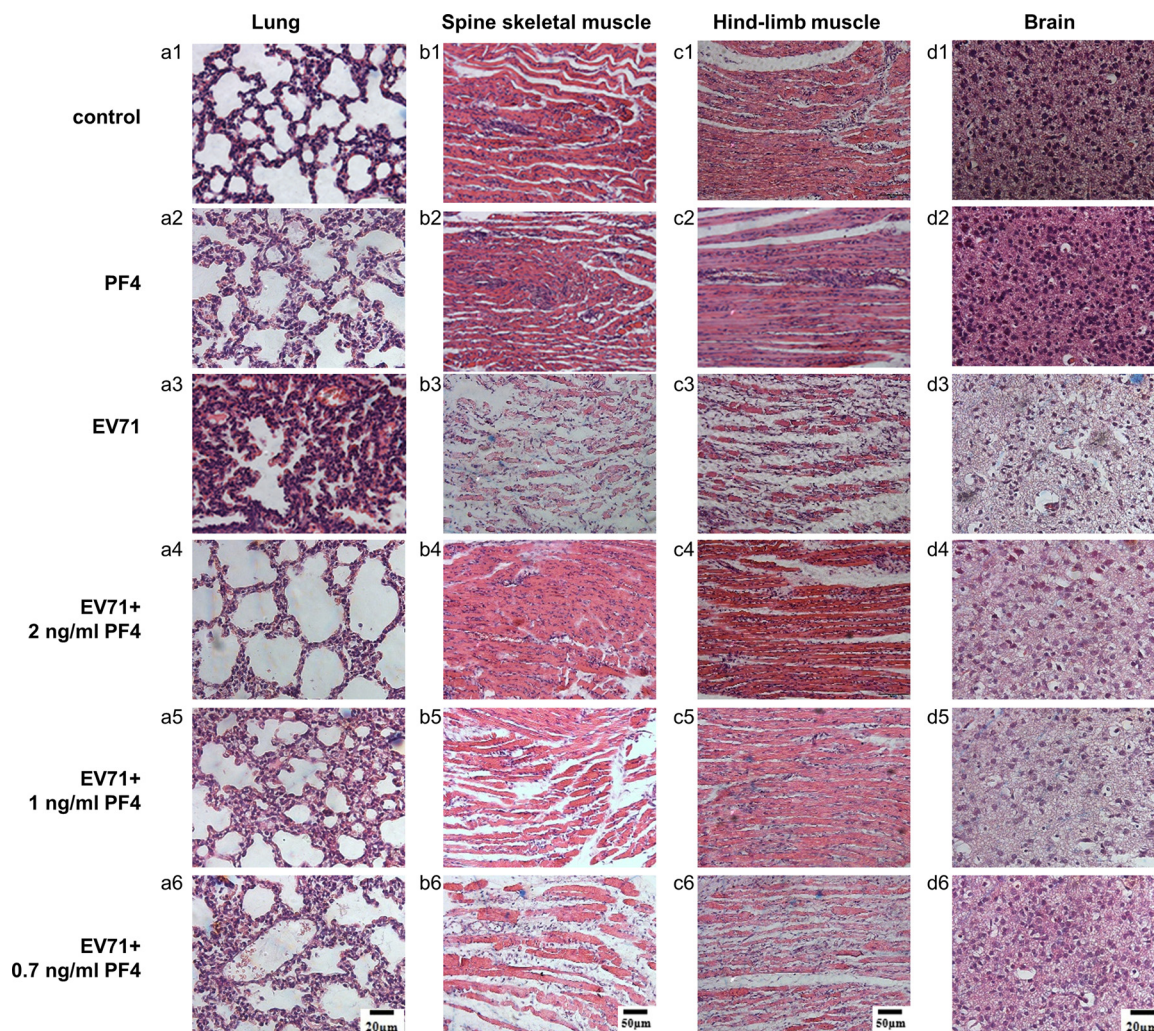 Lung Spine skeletal muscle Hind-limb muscle Brain
a1 b1 c1 d1
control
a2 b2 c2 d2
PF4
a3 b3 c3 d3
EV71
a4 b4 c4 d4
EV71+
2 ng/ml PF4
a5 b5 c5 d5
EV71+
1 ng/ml PF4
a6 b6 c6 d6
EV71+
0.7 ng/ml PF4
20μm 50μm 50μm 20μm